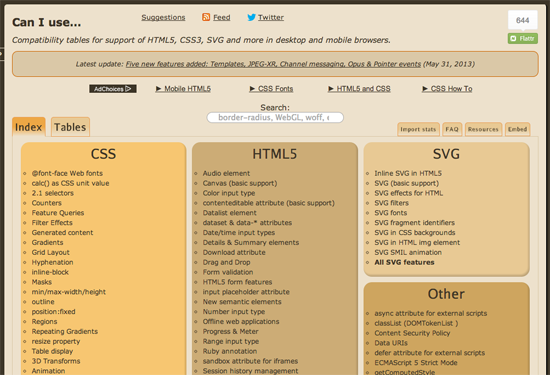 Can I use...
Suggestions
Feed
Twitter
644
Flattr
Compatibility tables for support of HTML5, CSS3, SVG and more in desktop and mobile browsers.
Latest update: Five new features added: Templates, JPEG-XR, Channel messaging, Opus & Pointer events (May 31, 2013)
AdChoices
Mobile HTML5
CSS Fonts
HTML5 and CSS
CSS How To
Search:
border-radius, WebGL, woff,
Index
Tables
Import stats
FAQ
Resources
Embed
CSS
@font-face Web fonts
calc() as CSS unit value
2.1 selectors
Counters
Feature Queries
Filter Effects
Generated content
Gradients
Grid Layout
Hyphenation
inline-block
Masks
min/max-width/height
outline
position:fixed
Regions
Repeating Gradients
resize property
Table display
3D Transforms
Animation
HTML5
Audio element
Canvas (basic support)
Color input type
contenteditable attribute (basic support)
Datalist element
dataset & data-* attributes
Date/time input types
Details & Summary elements
Download attribute
Drag and Drop
Form validation
HTML5 form features
input placeholder attribute
New semantic elements
Number input type
Offline web applications
Progress & Meter
Range input type
Ruby annotation
sandbox attribute for iframes
Session history management
SVG
Inline SVG in HTML5
SVG (basic support)
SVG effects for HTML
SVG filters
SVG fonts
SVG fragment identifiers
SVG in CSS backgrounds
SVG in HTML img element
SVG SMIL animation
All SVG features
Other
async attribute for external scripts
classList (DOMTokenList )
Content Security Policy
Data URIs
defer attribute for external scripts
ECMAScript 5 Strict Mode
getComputedStyle